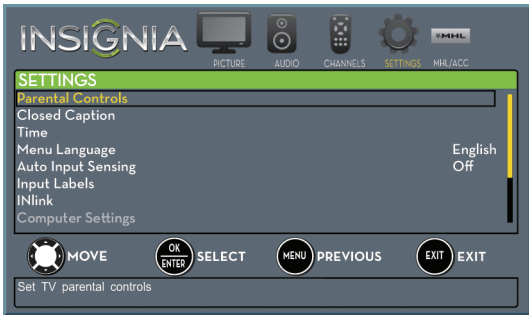 INSIGNIA
PICTURE AUDIO CHANNELS SETTINGS MHL/ACC
MHL
SETTINGS
Parental Controls
Closed Caption
Time
Menu Language English
Auto Input Sensing Off
Input Labels
INlink
Computer Settings
MOVE OK ENTER SELECT MENU PREVIOUS EXIT EXIT
Set TV parental controls